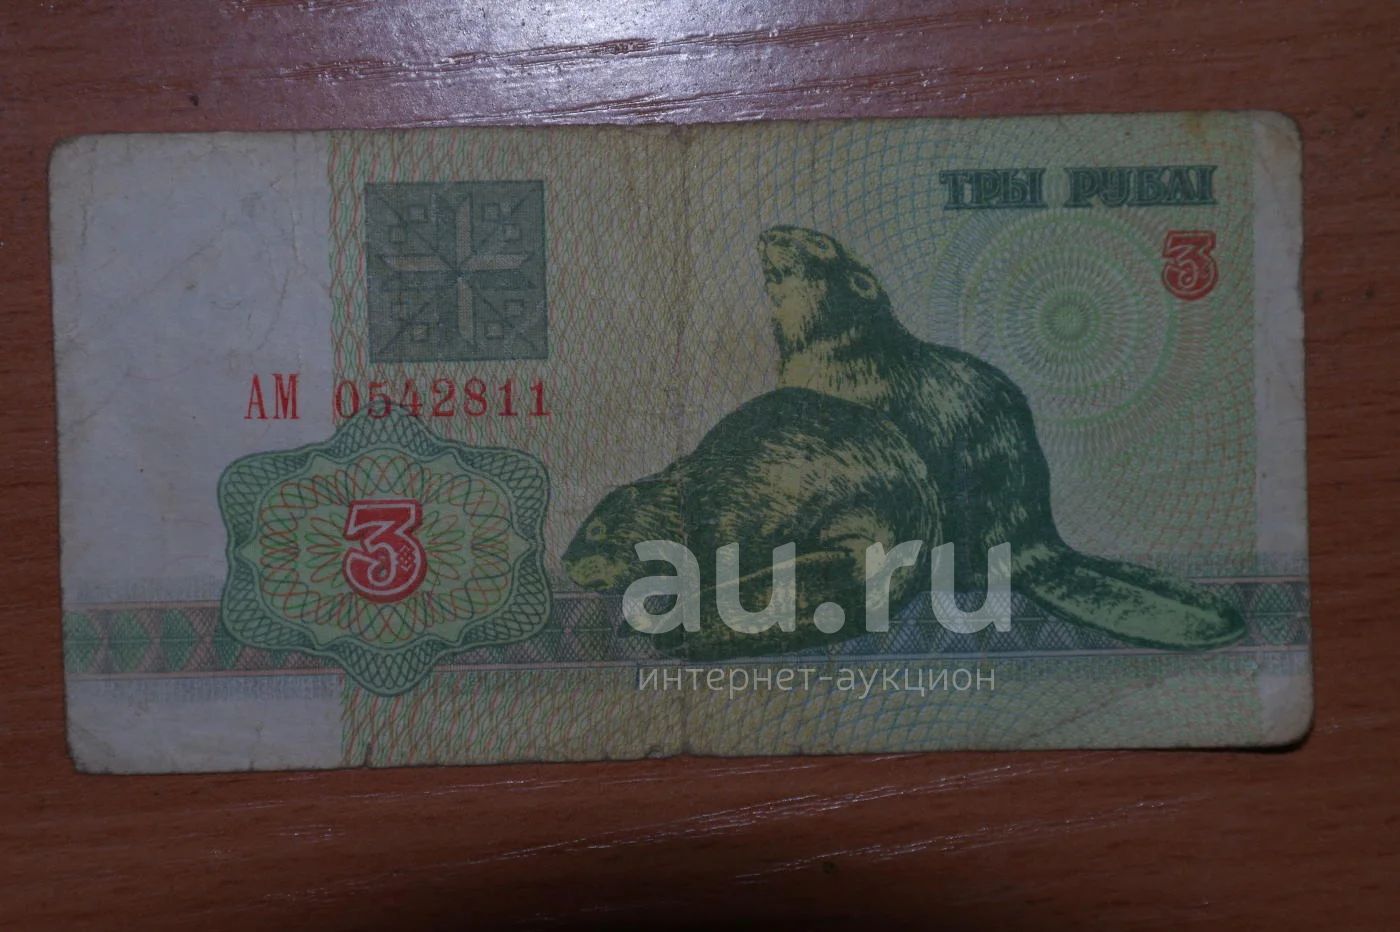 ТРЫ РУБЛІ
3
АМ 0542811
3
au.ru
интернет-аукцион